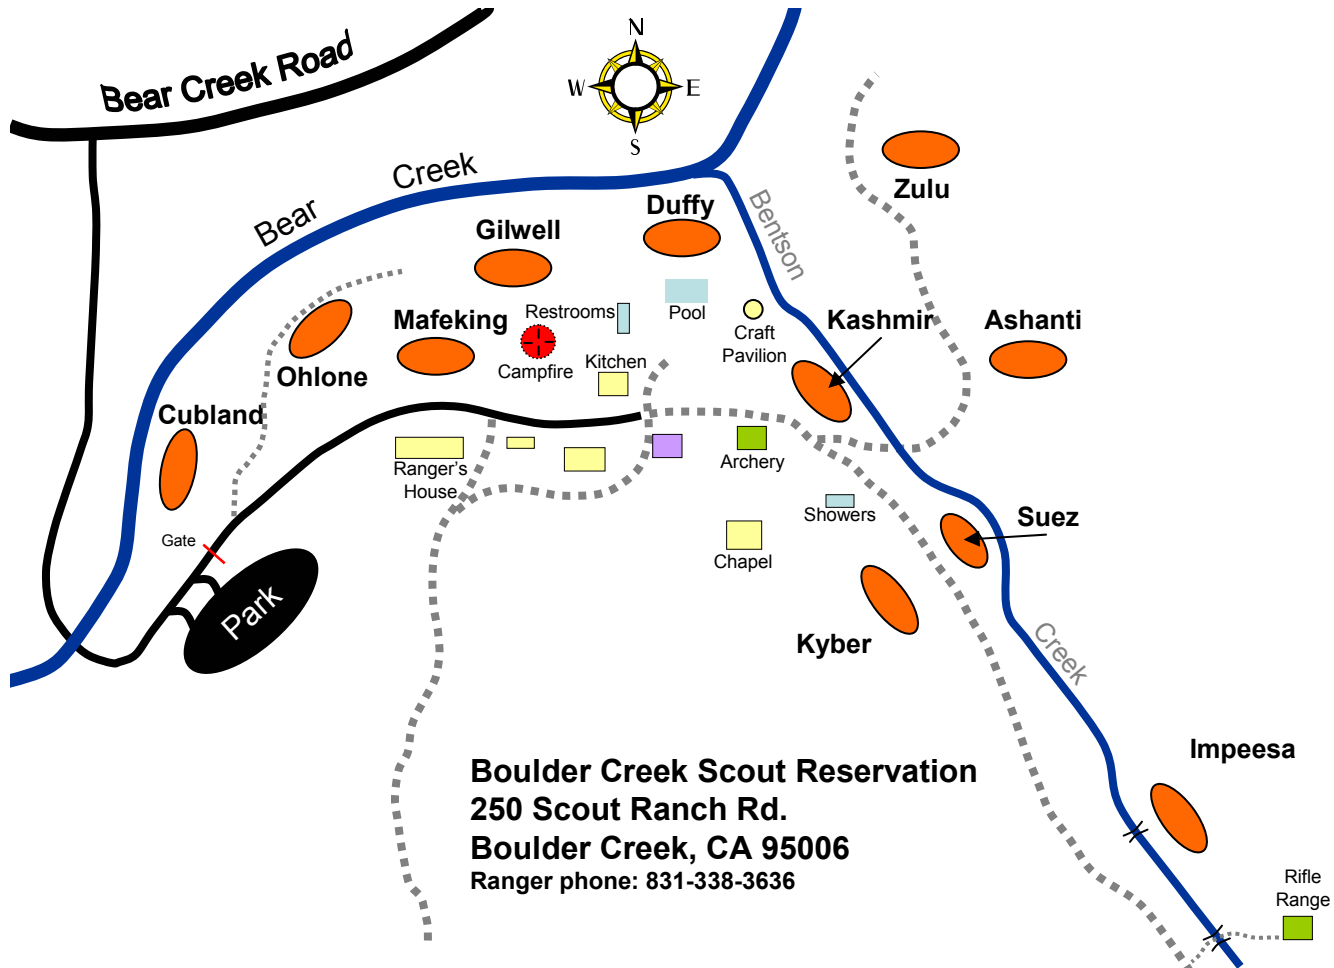 N
W
E
S
Bear Creek Road
Bear
Creek
Bentson
Creek
Zulu
Duffy
Gilwell
Pool
Restrooms
Craft
Pavilion
Kashmir
Ashanti
Mafeking
Campfire
Kitchen
Ohlone
Cubland
Ranger's
House
Archery
Showers
Suez
Chapel
Gate
Park
Kyber
Impeesa
Rifle
Range
Boulder Creek Scout Reservation
250 Scout Ranch Rd.
Boulder Creek, CA 95006
Ranger phone: 831-338-3636